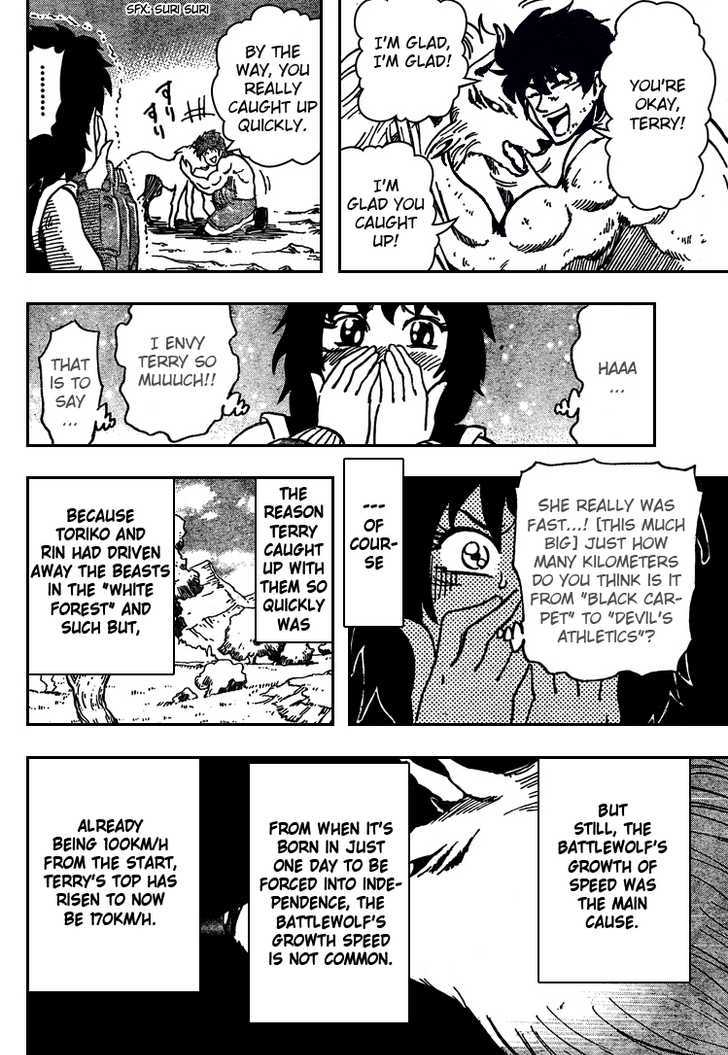 YOU'RE
OKAY,
TERRY!
I'M GLAD,
I'M GLAD!
I'M
GLAD YOU
CAUGHT
UP!
SFX: SURI SURI
BY THE
WAY, YOU
REALLY
CAUGHT UP
QUICKLY.
すり
すり
........
HAAA
...
I ENVY
TERRY SO
MUUUCH!!
THAT
IS TO
SAY
...
SHE REALLY WAS
FAST...! [THIS MUCH
BIG] JUST HOW
MANY KILOMETERS
DO YOU THINK IS IT
FROM "BLACK CAR-
PET" TO "DEVIL'S
ATHLETICS"?
---
OF
COUR-
SE
THE
REASON
TERRY
CAUGHT
UP WITH
THEM SO
QUICKLY
WAS
BECAUSE
TORIKO AND
RIN HAD DRIVEN
AWAY THE BEASTS
IN THE "WHITE
FOREST" AND
SUCH BUT,
BUT
STILL, THE
BATTLEWOLF'S
GROWTH OF
SPEED WAS
THE MAIN
CAUSE.
FROM WHEN IT'S
BORN IN JUST
ONE DAY TO BE
FORCED INTO INDE-
PENDENCE, THE
BATTLEWOLF'S
GROWTH SPEED
IS NOT COMMON.
ALREADY
BEING 100KM/H
FROM THE START,
TERRY'S TOP HAS
RISEN TO NOW
BE 170KM/H.